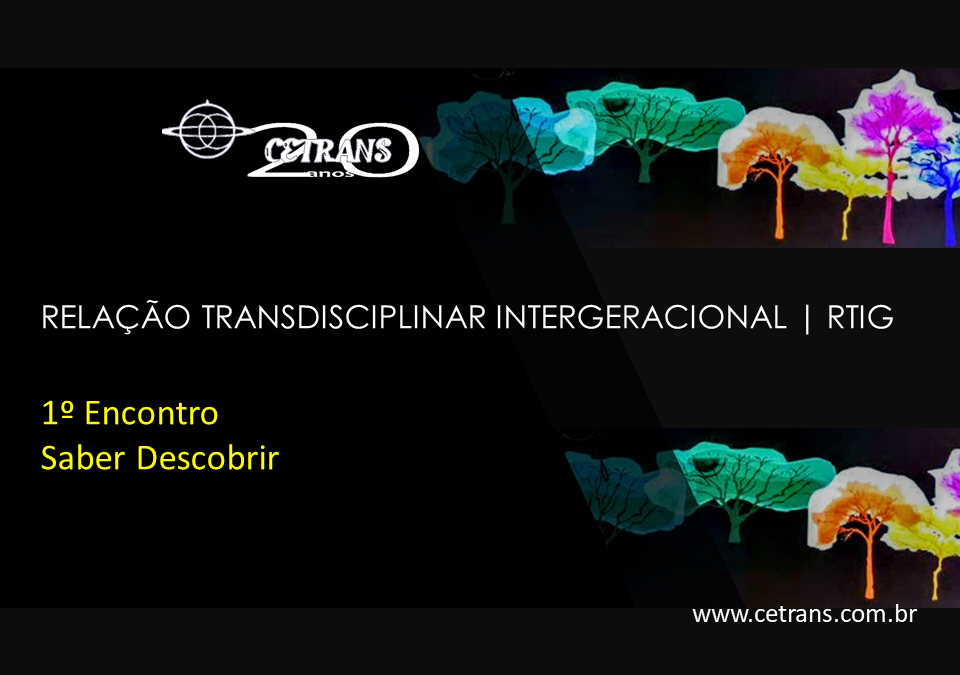 20
CETRANS
anos
RELAÇÃO TRANSDISCIPLINAR INTERGERACIONAL | RTIG
1º Encontro
Saber Descobrir
www.cetrans.com.br